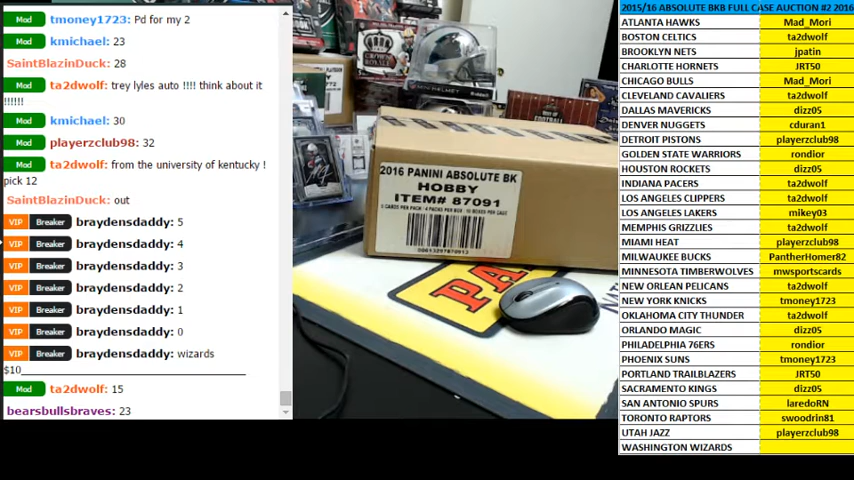 Mod tmoney1723: Pd for my 2
Mod kmichael: 23
SaintBlazinDuck: 28
Mod ta2dwolf: trey lyles auto !!!! think about it
!!!!!!
kmichael: 30
Mod playerzclub98: 32
Mod ta2dwolf: from the university of kentucky !
pick 12
SaintBlazinDuck: out
VIP Breaker braydensdaddy: 5
VIP Breaker braydensdaddy: 4
VIP Breaker braydensdaddy: 3
VIP Breaker braydensdaddy: 2
VIP Breaker braydensdaddy: 1
VIP Breaker braydensdaddy: 0
VIP Breaker braydensdaddy: wizards
$10
Mod ta2dwolf: 15
bearsbullsbraves: 23
CROWN
ROYALE
2016 PANINI ABSOLUTE BK
HOBBY
ITEM# 87091
PA
NAT
2015/16 ABSOLUTE BKB FULL CASE AUCTION #2 2016
ATLANTA HAWKS Mad_Mori
BOSTON CELTICS ta2dwolf
BROOKLYN NETS jpatin
CHARLOTTE HORNETS JRT50
CHICAGO BULLS Mad_Mori
CLEVELAND CAVALIERS ta2dwolf
DALLAS MAVERICKS dizz05
DENVER NUGGETS cduran1
DETROIT PISTONS playerzclub98
GOLDEN STATE WARRIORS rondior
HOUSTON ROCKETS dizz05
INDIANA PACERS ta2dwolf
LOS ANGELES CLIPPERS ta2dwolf
LOS ANGELES LAKERS mikey03
MEMPHIS GRIZZLIES ta2dwolf
MIAMI HEAT playerzclub98
MILWAUKEE BUCKS PantherHomer82
MINNESOTA TIMBERWOLVES mwsportscards
NEW ORLEAN PELICANS ta2dwolf
NEW YORK KNICKS tmoney1723
OKLAHOMA CITY THUNDER ta2dwolf
ORLANDO MAGIC dizz05
PHILADELPHIA 76ERS rondior
PHOENIX SUNS tmoney1723
PORTLAND TRAILBLAZERS JRT50
SACRAMENTO KINGS dizz05
SAN ANTONIO SPURS laredoRN
TORONTO RAPTORS swoodrin81
UTAH JAZZ playerzclub98
WASHINGTON WIZARDS